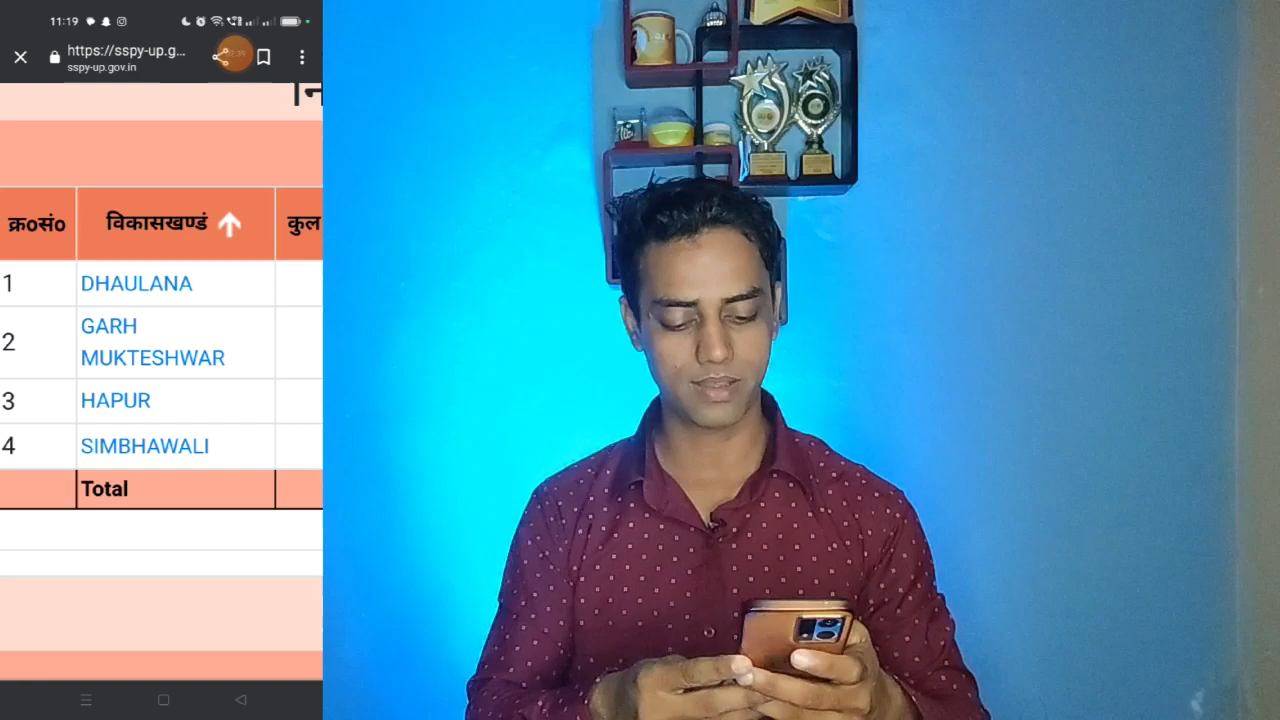 11:19
https://sspy-up.g...
sspy-up.gov.in
क्र०सं०
विकासखण्डं
कुल
1
DHAULANA
2
GARH
MUKTESHWAR
3
HAPUR
4
SIMBHAWALI
Total